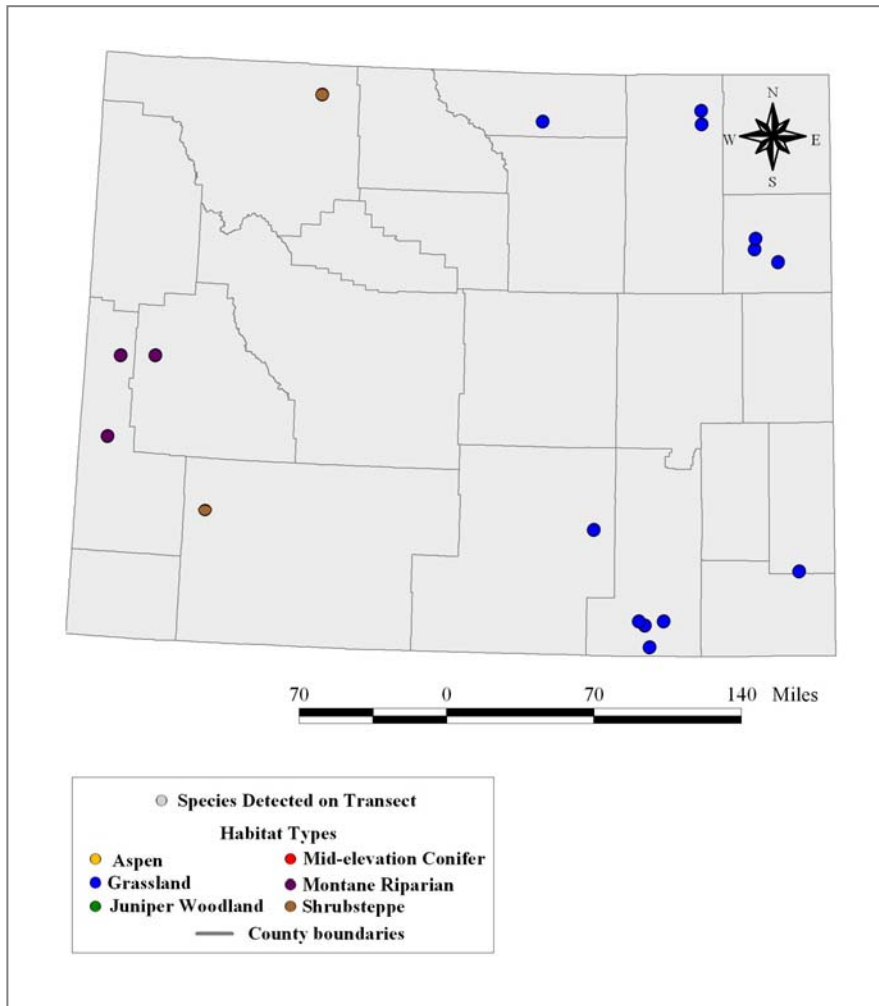 N
W E
S
70 0 70 140 Miles
Species Detected on Transect
Habitat Types
Aspen Mid-elevation Conifer
Grassland Montane Riparian
Juniper Woodland Shrubsteppe
County boundaries